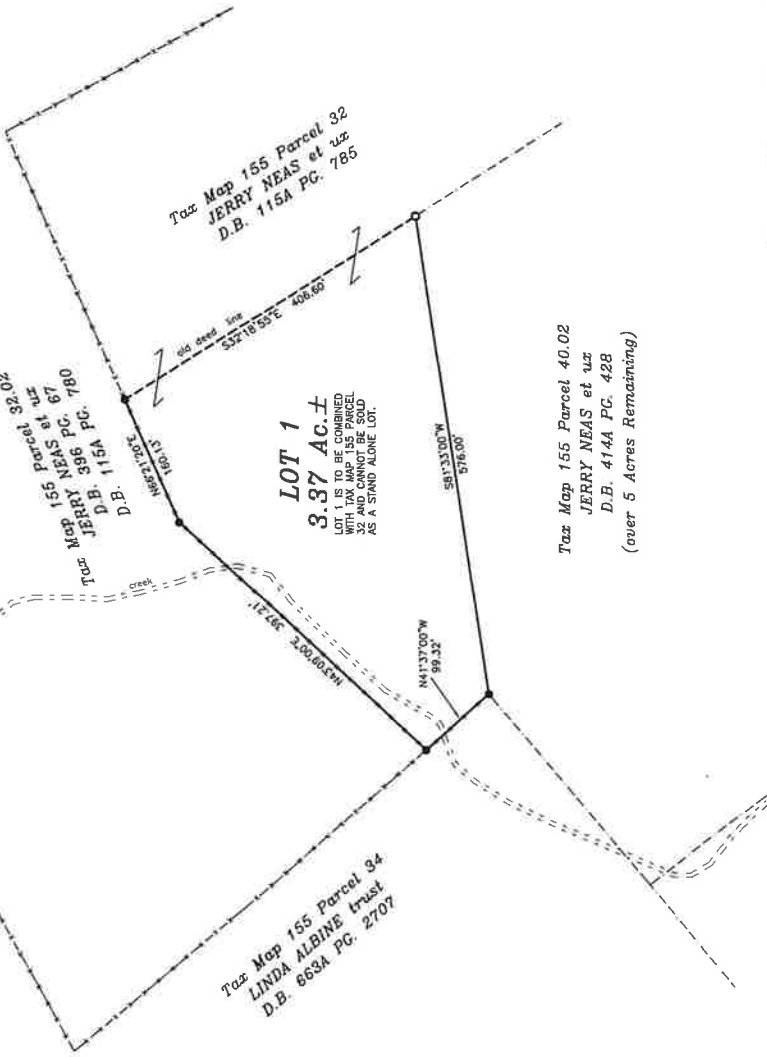 Tax Map 155 Parcel 32
JERRY NEAS et ux
D.B. 115A PG. 785
Tax Map 155 Parcel 32.02
JERRY NEAS et ux
D.B. 396 PG. 67
D.B. 115A PG. 780
old deed line
S32°18'55"E 406.60'
N66°21'20"E
160.13'
LOT 1
3.37 Ac.±
LOT 1 IS TO BE COMBINED
WITH TAX MAP 155 PARCEL
32 AND CANNOT BE SOLD
AS A STAND ALONE LOT.
creek
N43°09'00"E 397.21'
S81°33'00"W
576.00'
N41°37'00"W
99.32'
Tax Map 155 Parcel 40.02
JERRY NEAS et ux
D.B. 414A PG. 428
(over 5 Acres Remaining)
Tax Map 155 Parcel 34
LINDA ALBINE trust
D.B. 663A PG. 2707